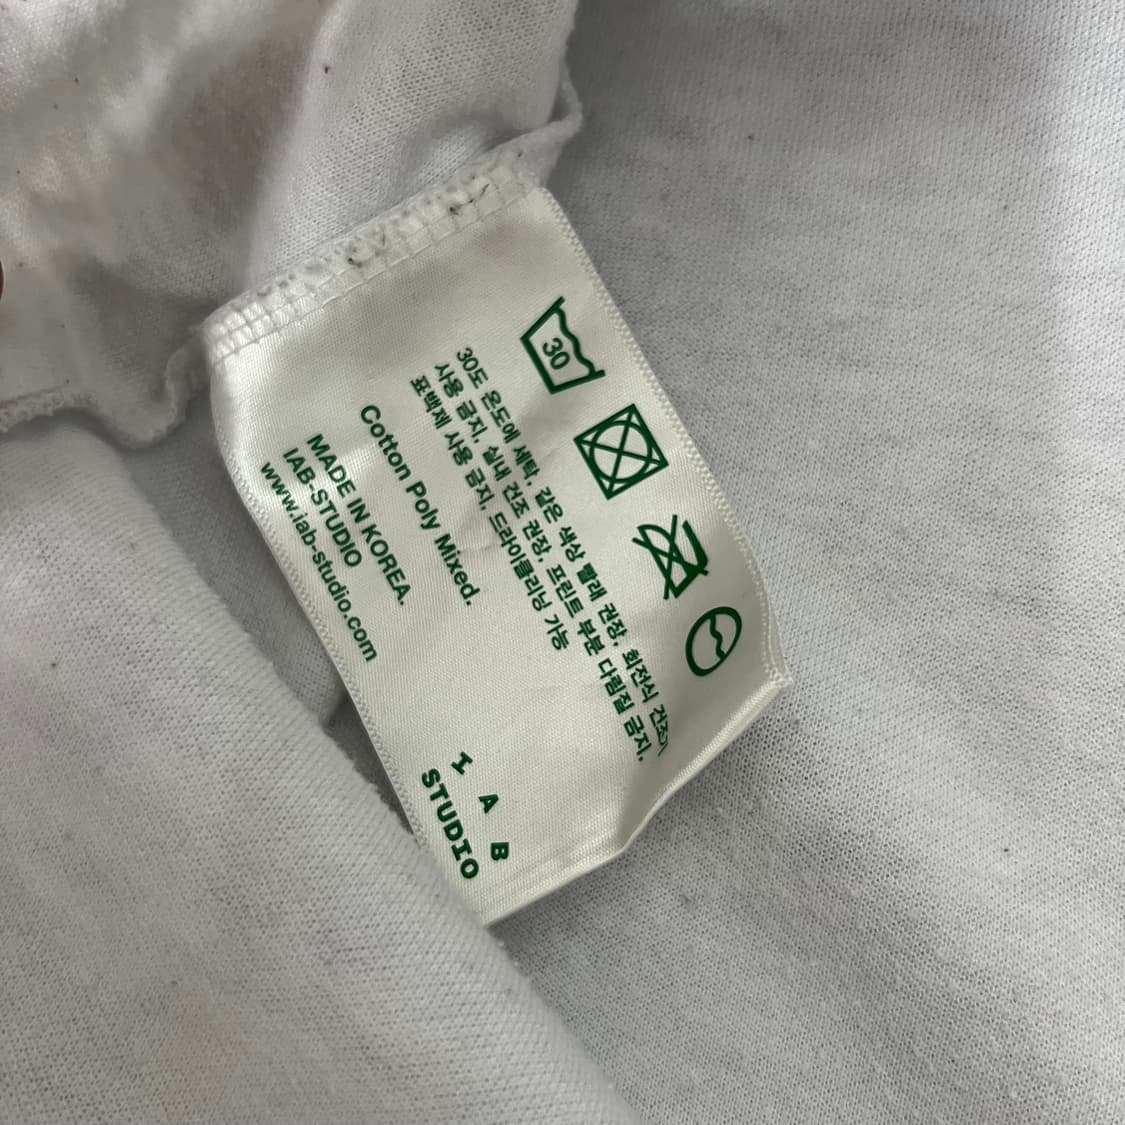 30
30도 온도에 세탁, 같은 색상 빨래 권장, 회전식 건조기
사용 금지, 실내 건조 권장, 프린트 부분 다림질 금지,
표백제 사용 금지, 드라이클리닝 가능
Cotton Poly Mixed.
MADE IN KOREA.
IAB-STUDIO
www.iab-studio.com
I A B
STUDIO